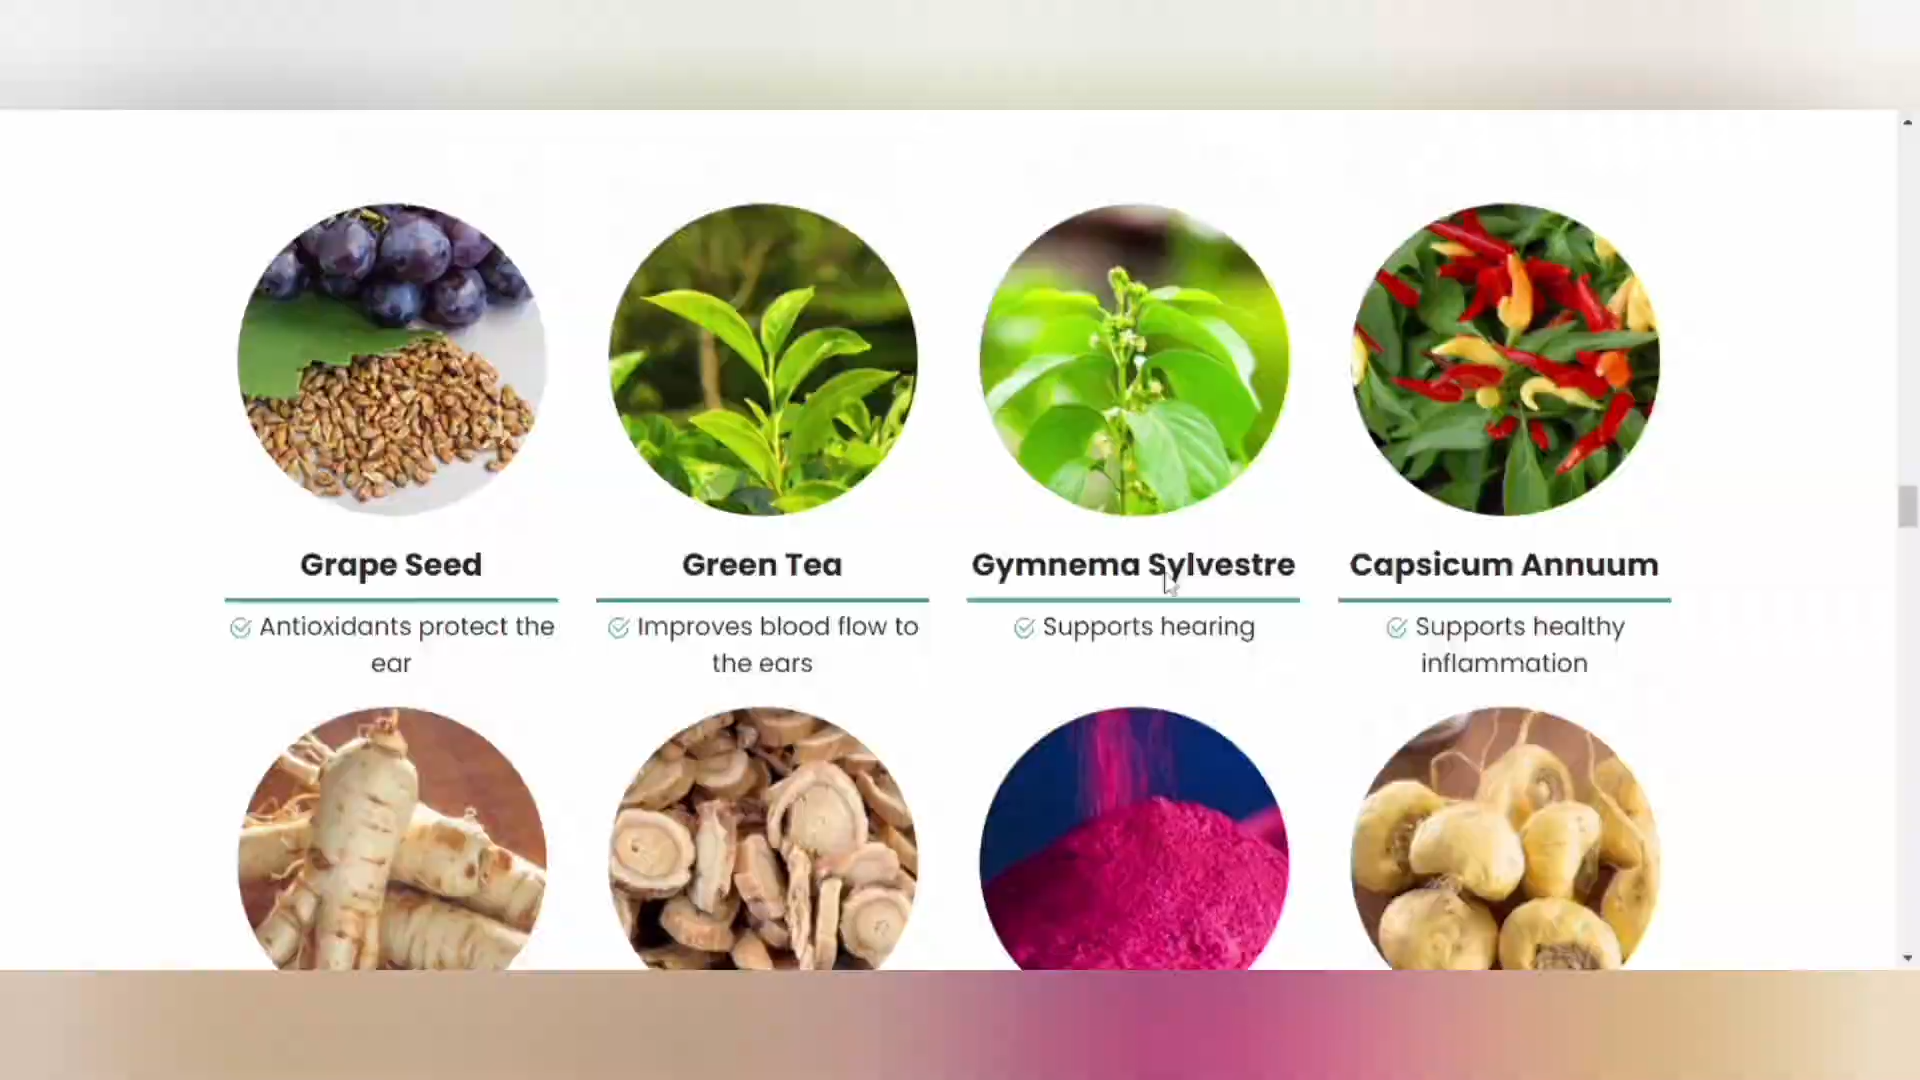 Grape Seed
Green Tea
Gymnema Sylvestre
Capsicum Annuum
Antioxidants protect the
ear
Improves blood flow to
the ears
Supports hearing
Supports healthy
inflammation